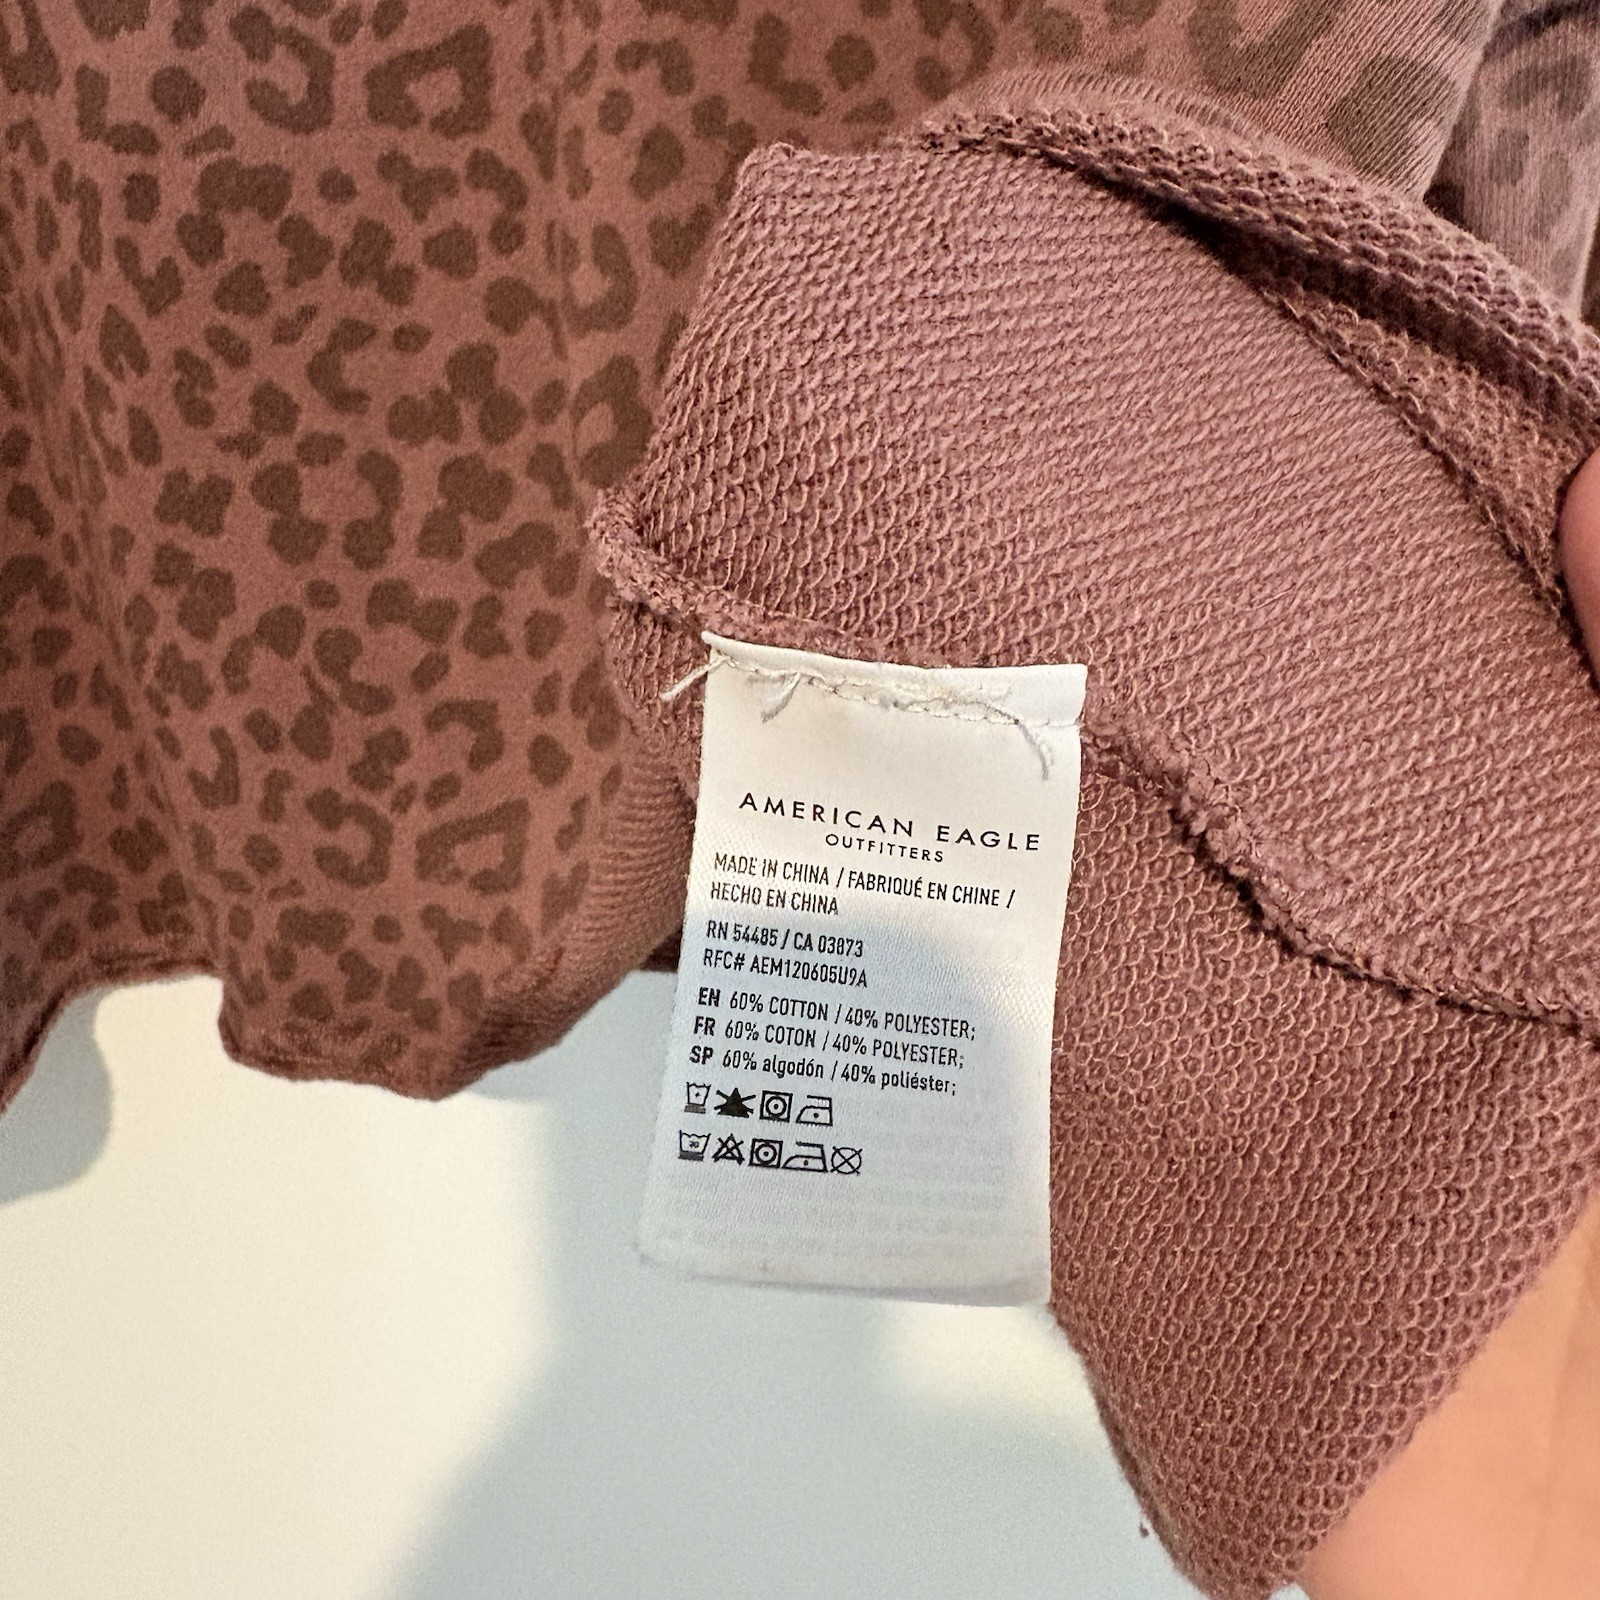 AMERICAN EAGLE
OUTFITTERS
MADE IN CHINA / FABRIQUÉ EN CHINE /
HECHO EN CHINA
RN 54485 / CA 03873
RFC# AEM120605U9A
EN 60% COTTON / 40% POLYESTER;
FR 60% COTON / 40% POLYESTER;
SP 60% algodón / 40% poliéster;
30